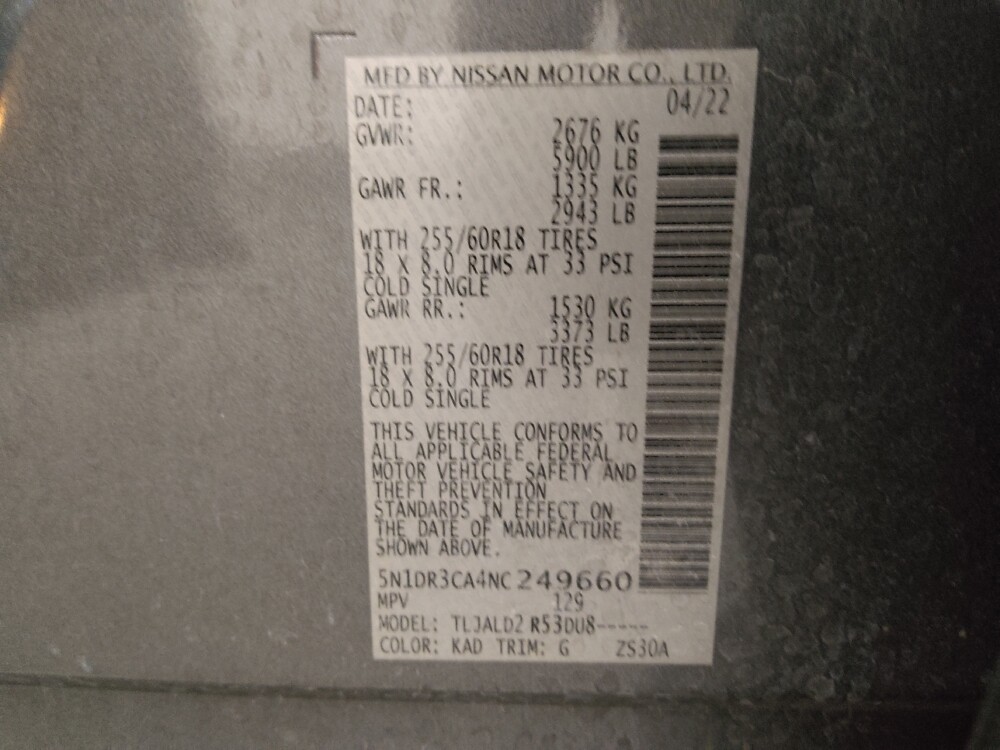 MFD BY NISSAN MOTOR CO., LTD.
DATE: 04/22
GVWR: 2676 KG
5900 LB
GAWR FR.: 1335 KG
2943 LB
WITH 255/60R18 TIRES
18 X 8.0 RIMS AT 33 PSI
COLD SINGLE
GAWR RR.: 1530 KG
3373 LB
WITH 255/60R18 TIRES
18 X 8.0 RIMS AT 33 PSI
COLD SINGLE
THIS VEHICLE CONFORMS TO
ALL APPLICABLE FEDERAL
MOTOR VEHICLE SAFETY AND
THEFT PREVENTION
STANDARDS IN EFFECT ON
THE DATE OF MANUFACTURE
SHOWN ABOVE.
5N1DR3CA4NC249660
MPV 129
MODEL: TLJALD2 R53DU8-----
COLOR: KAD TRIM: G ZS30A